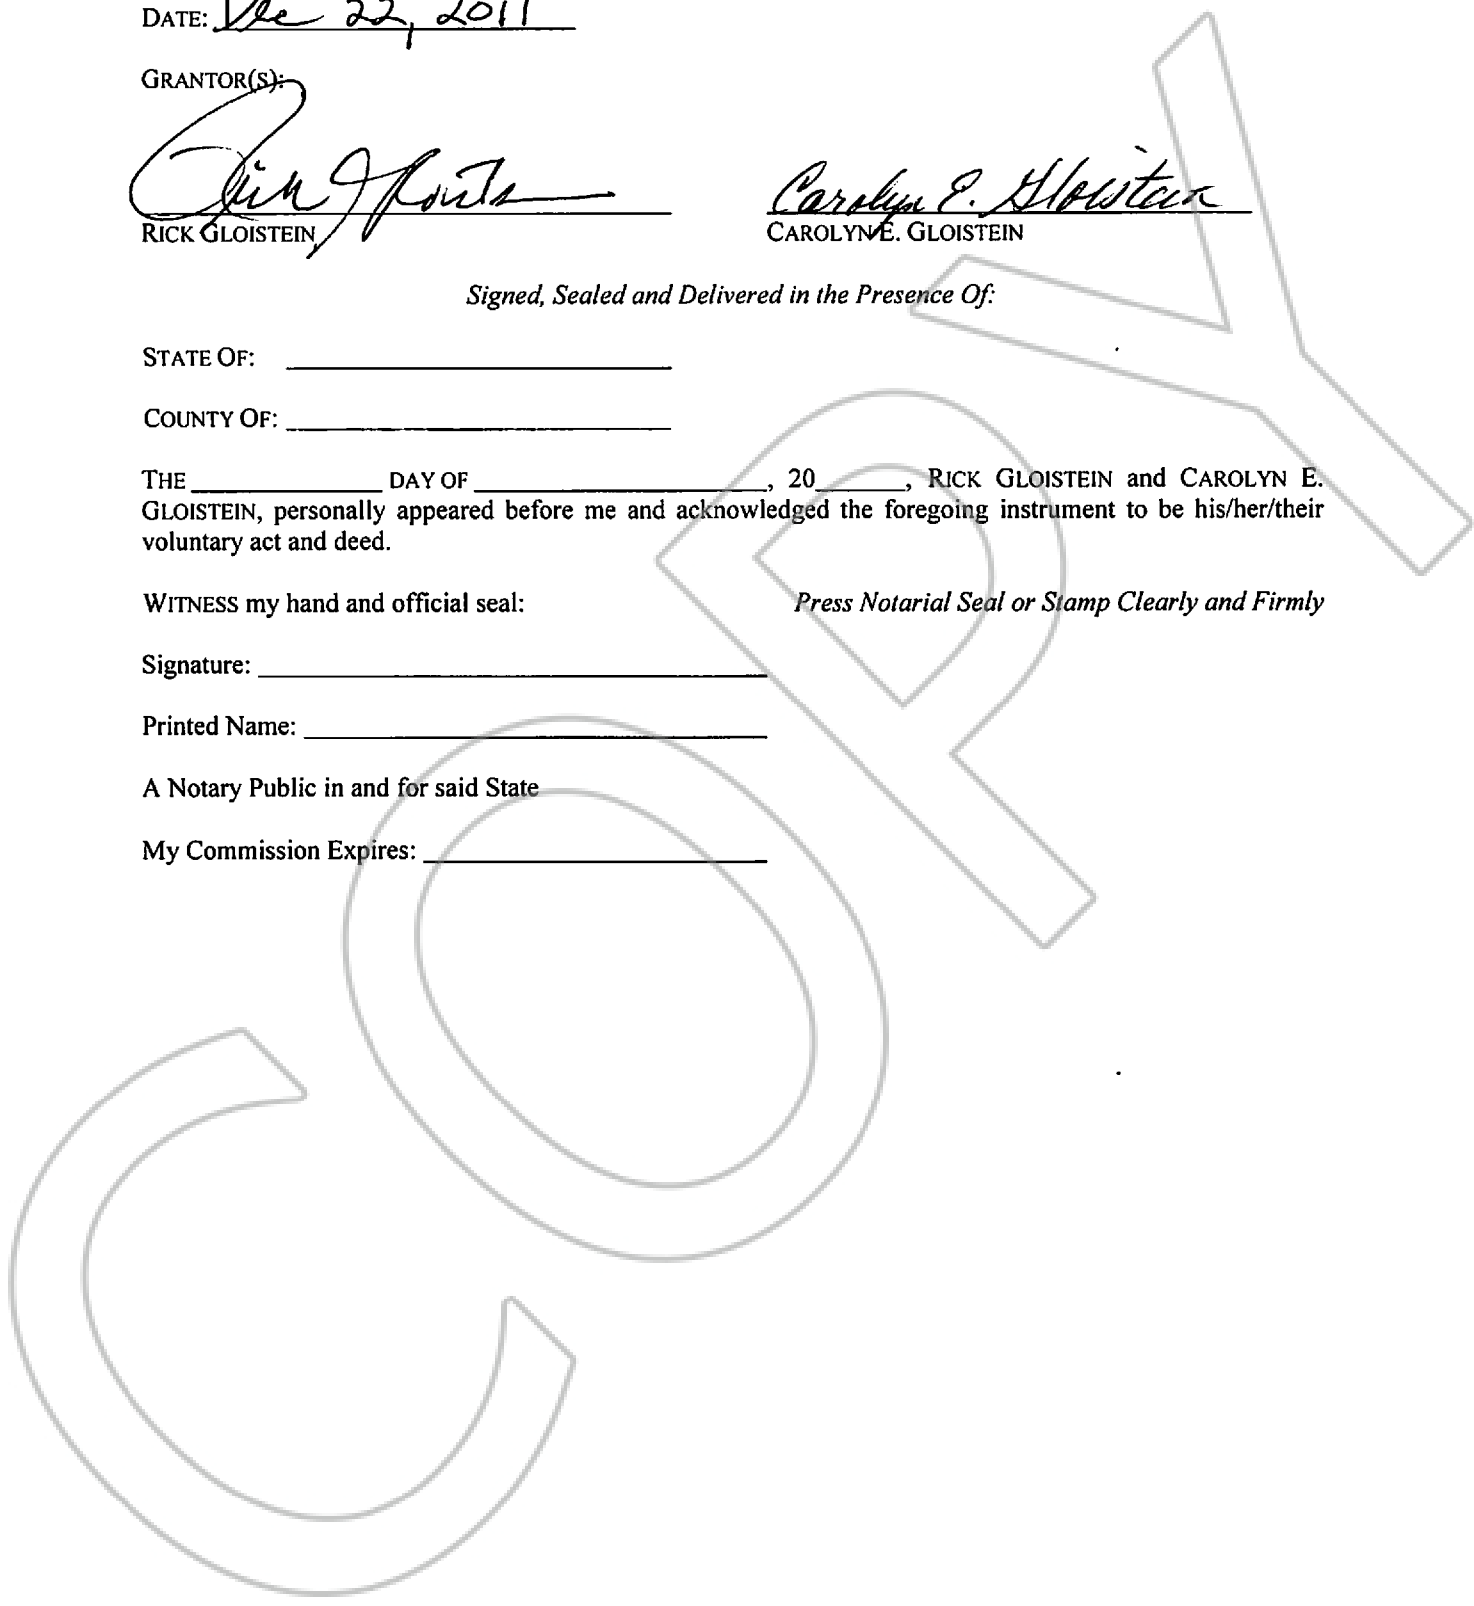 DATE: Dec 22, 2011
GRANTOR(S):
RICK GLOISTEIN
Carolyn E. Gloistein
CAROLYN E. GLOISTEIN
Signed, Sealed and Delivered in the Presence Of:
STATE OF:
COUNTY OF:
THE ____________ DAY OF ____________, 20______, RICK GLOISTEIN and CAROLYN E.
GLOISTEIN, personally appeared before me and acknowledged the foregoing instrument to be his/her/their
voluntary act and deed.
WITNESS my hand and official seal:
Press Notarial Seal or Stamp Clearly and Firmly
Signature:
Printed Name:
A Notary Public in and for said State
My Commission Expires:
COPY